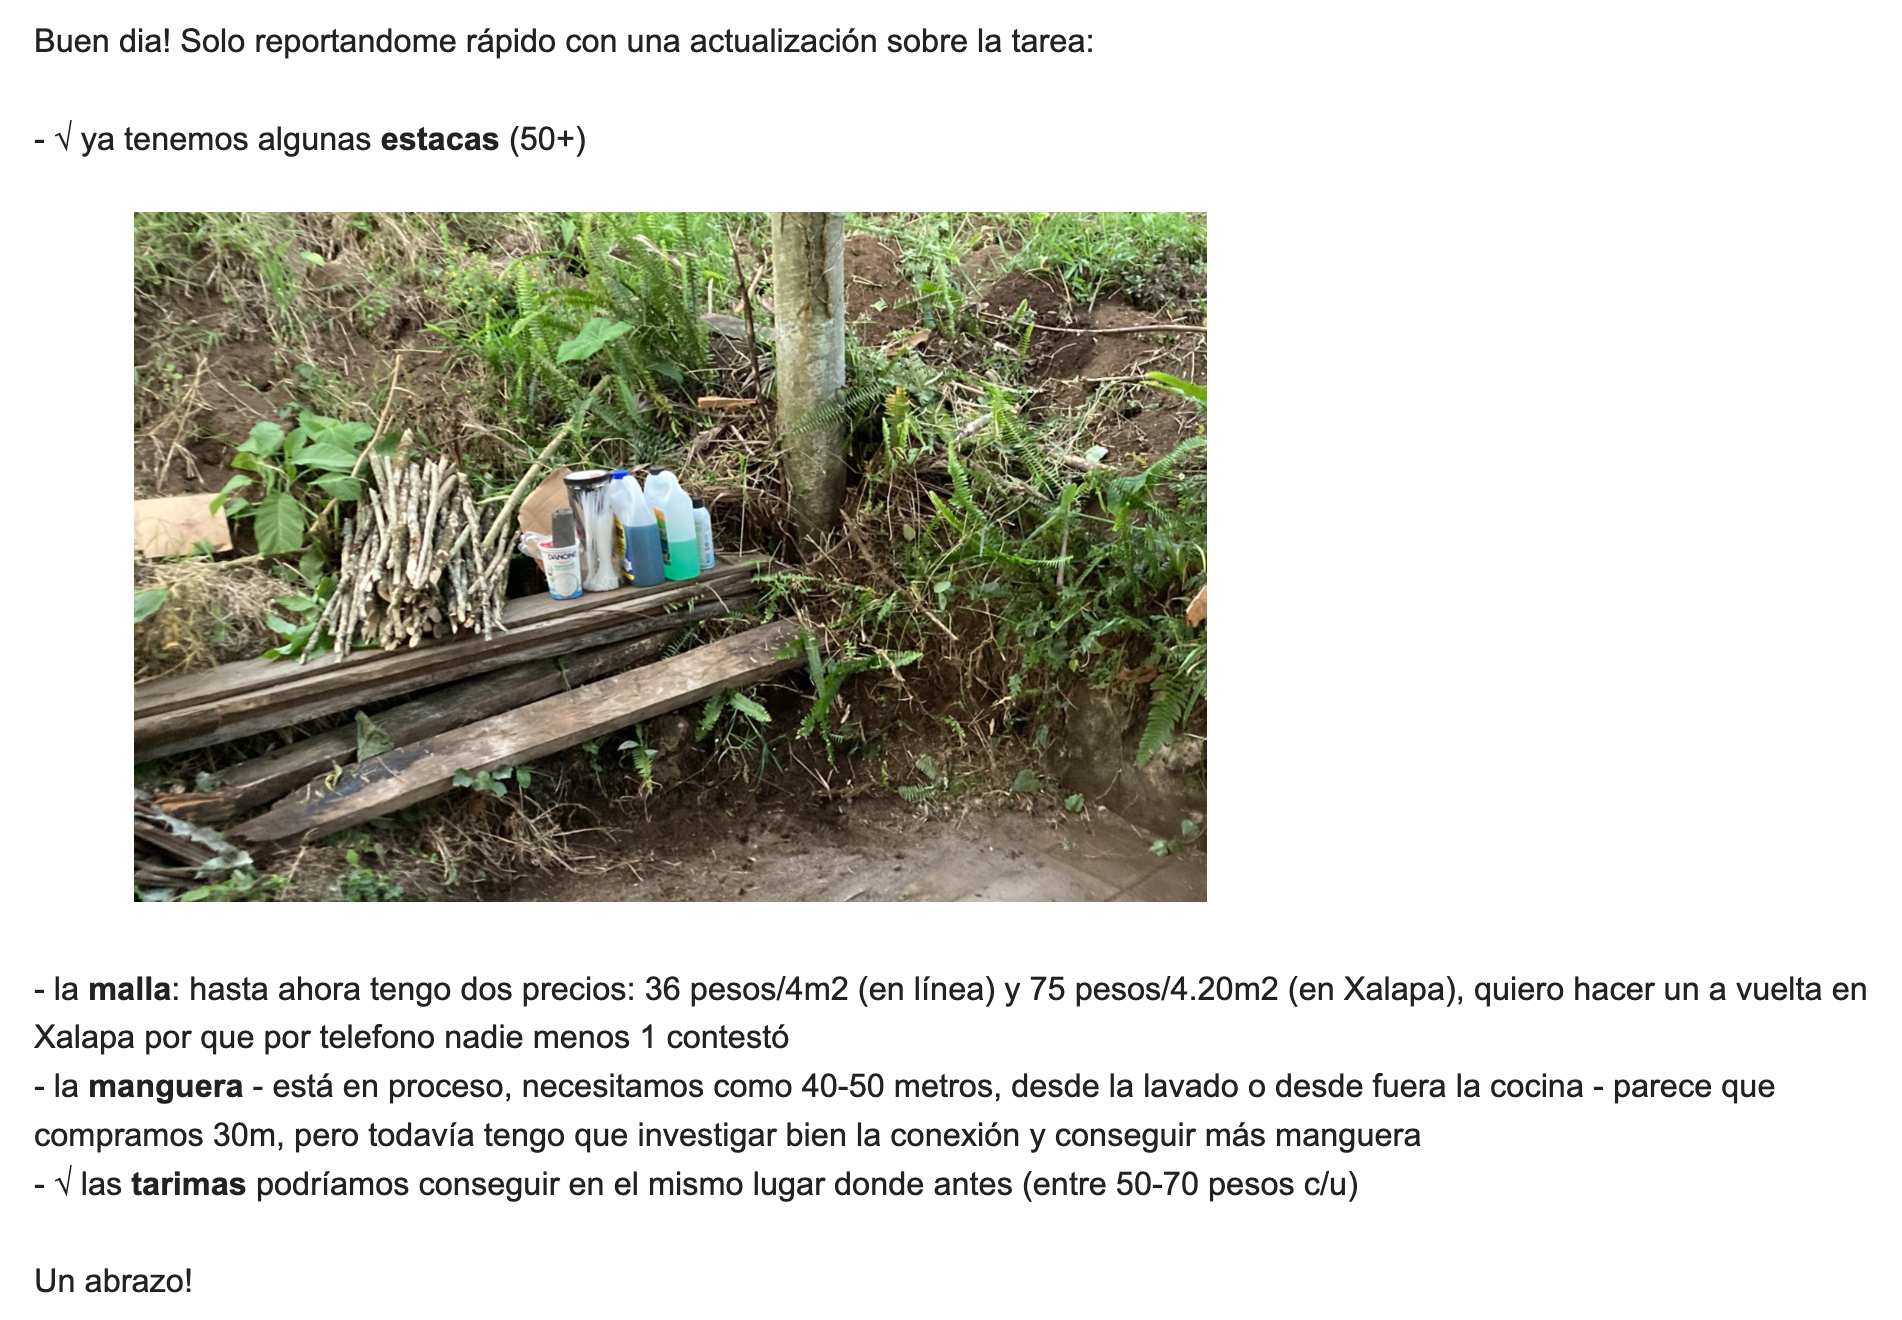 Buen dia! Solo reportandome rápido con una actualización sobre la tarea:
- √ ya tenemos algunas estacas (50+)
DANONE
- la malla: hasta ahora tengo dos precios: 36 pesos/4m2 (en línea) y 75 pesos/4.20m2 (en Xalapa), quiero hacer un a vuelta en
Xalapa por que por telefono nadie menos 1 contestó
- la manguera - está en proceso, necesitamos como 40-50 metros, desde la lavado o desde fuera la cocina - parece que
compramos 30m, pero todavía tengo que investigar bien la conexión y conseguir más manguera
- √ las tarimas podríamos conseguir en el mismo lugar donde antes (entre 50-70 pesos c/u)
Un abrazo!